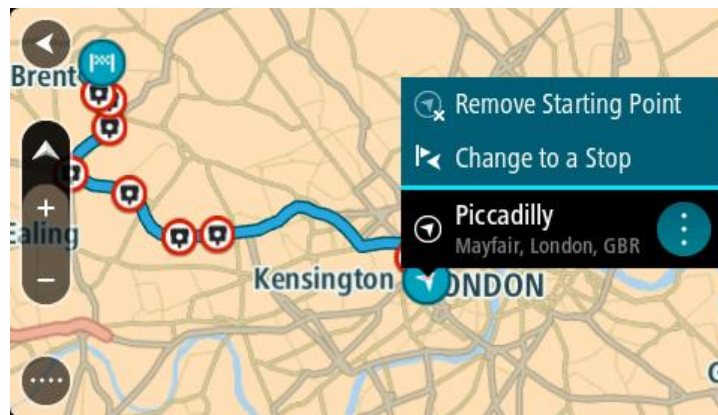 Brent
Remove Starting Point
Change to a Stop
Piccadilly
Mayfair, London, GBR
Ealing
Kensington
LONDON